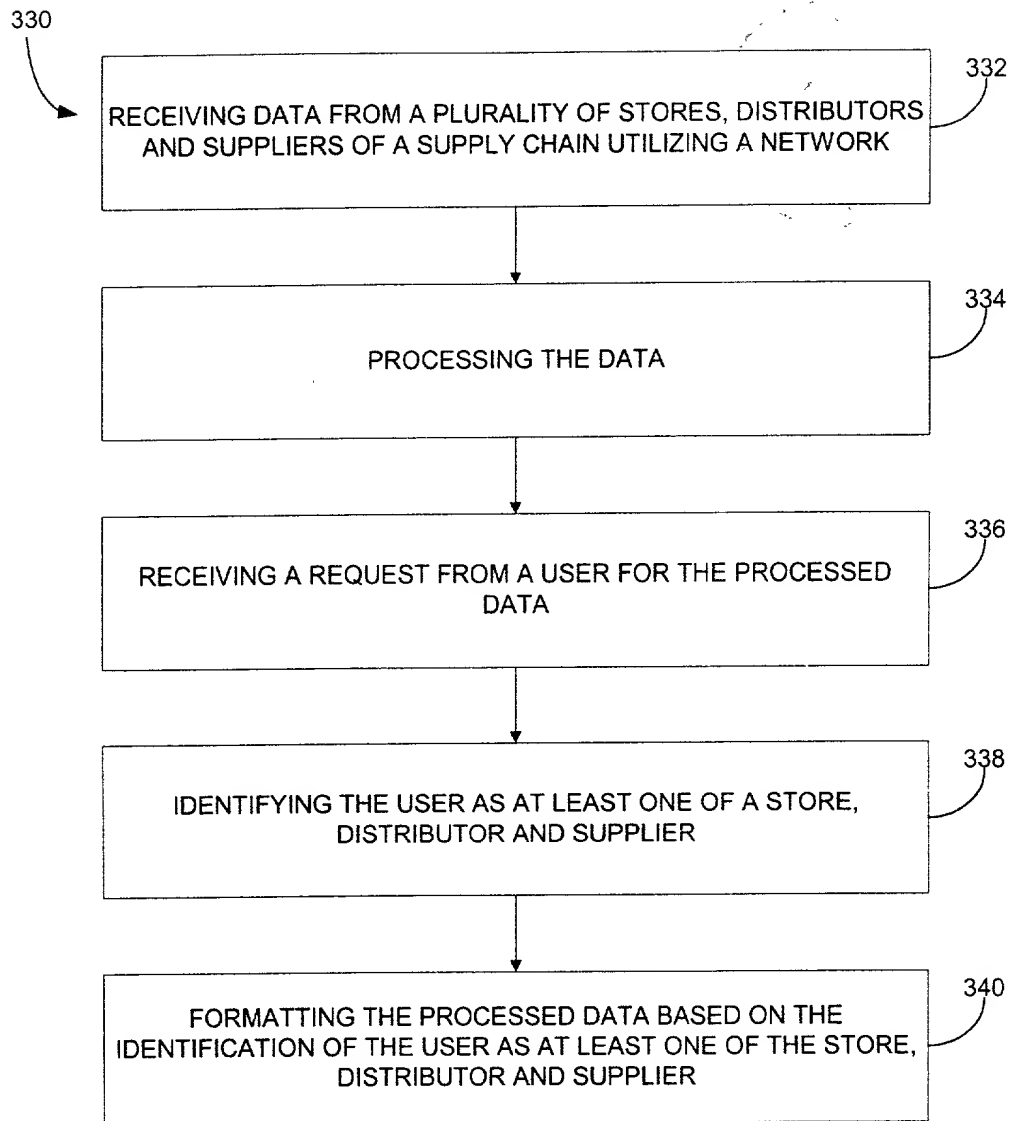 330
332
RECEIVING DATA FROM A PLURALITY OF STORES, DISTRIBUTORS
AND SUPPLIERS OF A SUPPLY CHAIN UTILIZING A NETWORK
334
PROCESSING THE DATA
336
RECEIVING A REQUEST FROM A USER FOR THE PROCESSED
DATA
338
IDENTIFYING THE USER AS AT LEAST ONE OF A STORE,
DISTRIBUTOR AND SUPPLIER
340
FORMATTING THE PROCESSED DATA BASED ON THE
IDENTIFICATION OF THE USER AS AT LEAST ONE OF THE STORE,
DISTRIBUTOR AND SUPPLIER